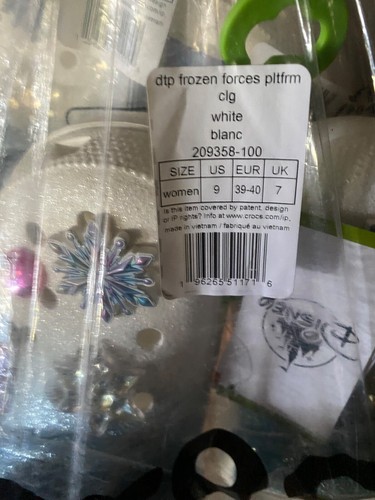 dtp frozen forces pltfrm
clg
white
blanc
209358-100
SIZE US EUR UK
women 9 39-40 7
Is this item covered by patent, design
or IP rights? Info at www.crocs.com/ip.
made in vietnam / fabriqué au vietnam
1 96265 51171 6
DISNEY